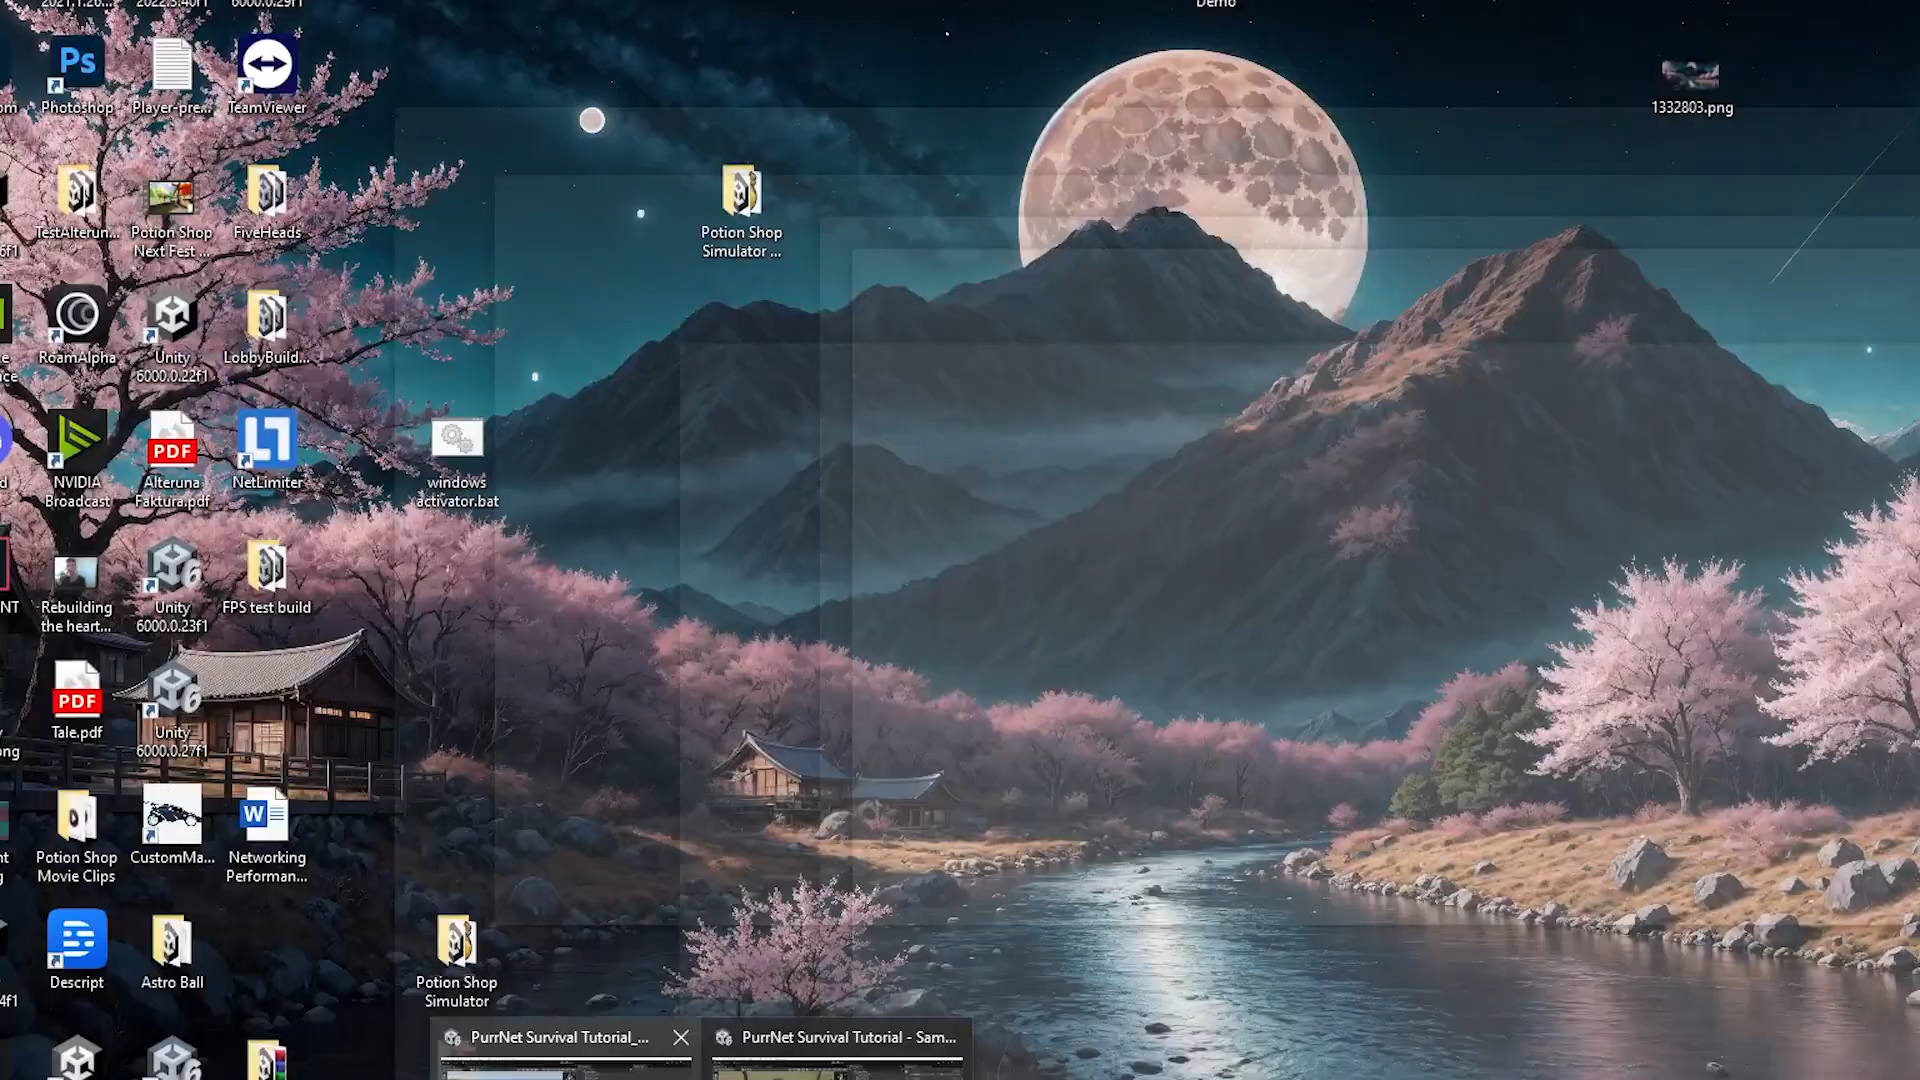 Demo
Ps
Photoshop
Player-pre...
TeamViewer
1332803.png
TestAlterun...
Potion Shop
Next Fest ...
FiveHeads
Potion Shop
Simulator ...
RoamAlpha
Unity
6000.0.22f1
LobbyBuild...
NVIDIA
Broadcast
PDF
Alteruna
Faktura.pdf
NetLimiter
windows
activator.bat
Rebuilding
the heart...
Unity
6000.0.23f1
FPS test build
PDF
Tale.pdf
Unity
6000.0.27f1
Potion Shop
Movie Clips
CustomMa...
W
Networking
Performan...
Descript
Astro Ball
Potion Shop
Simulator
PurrNet Survival Tutorial_...
PurrNet Survival Tutorial - Sam...